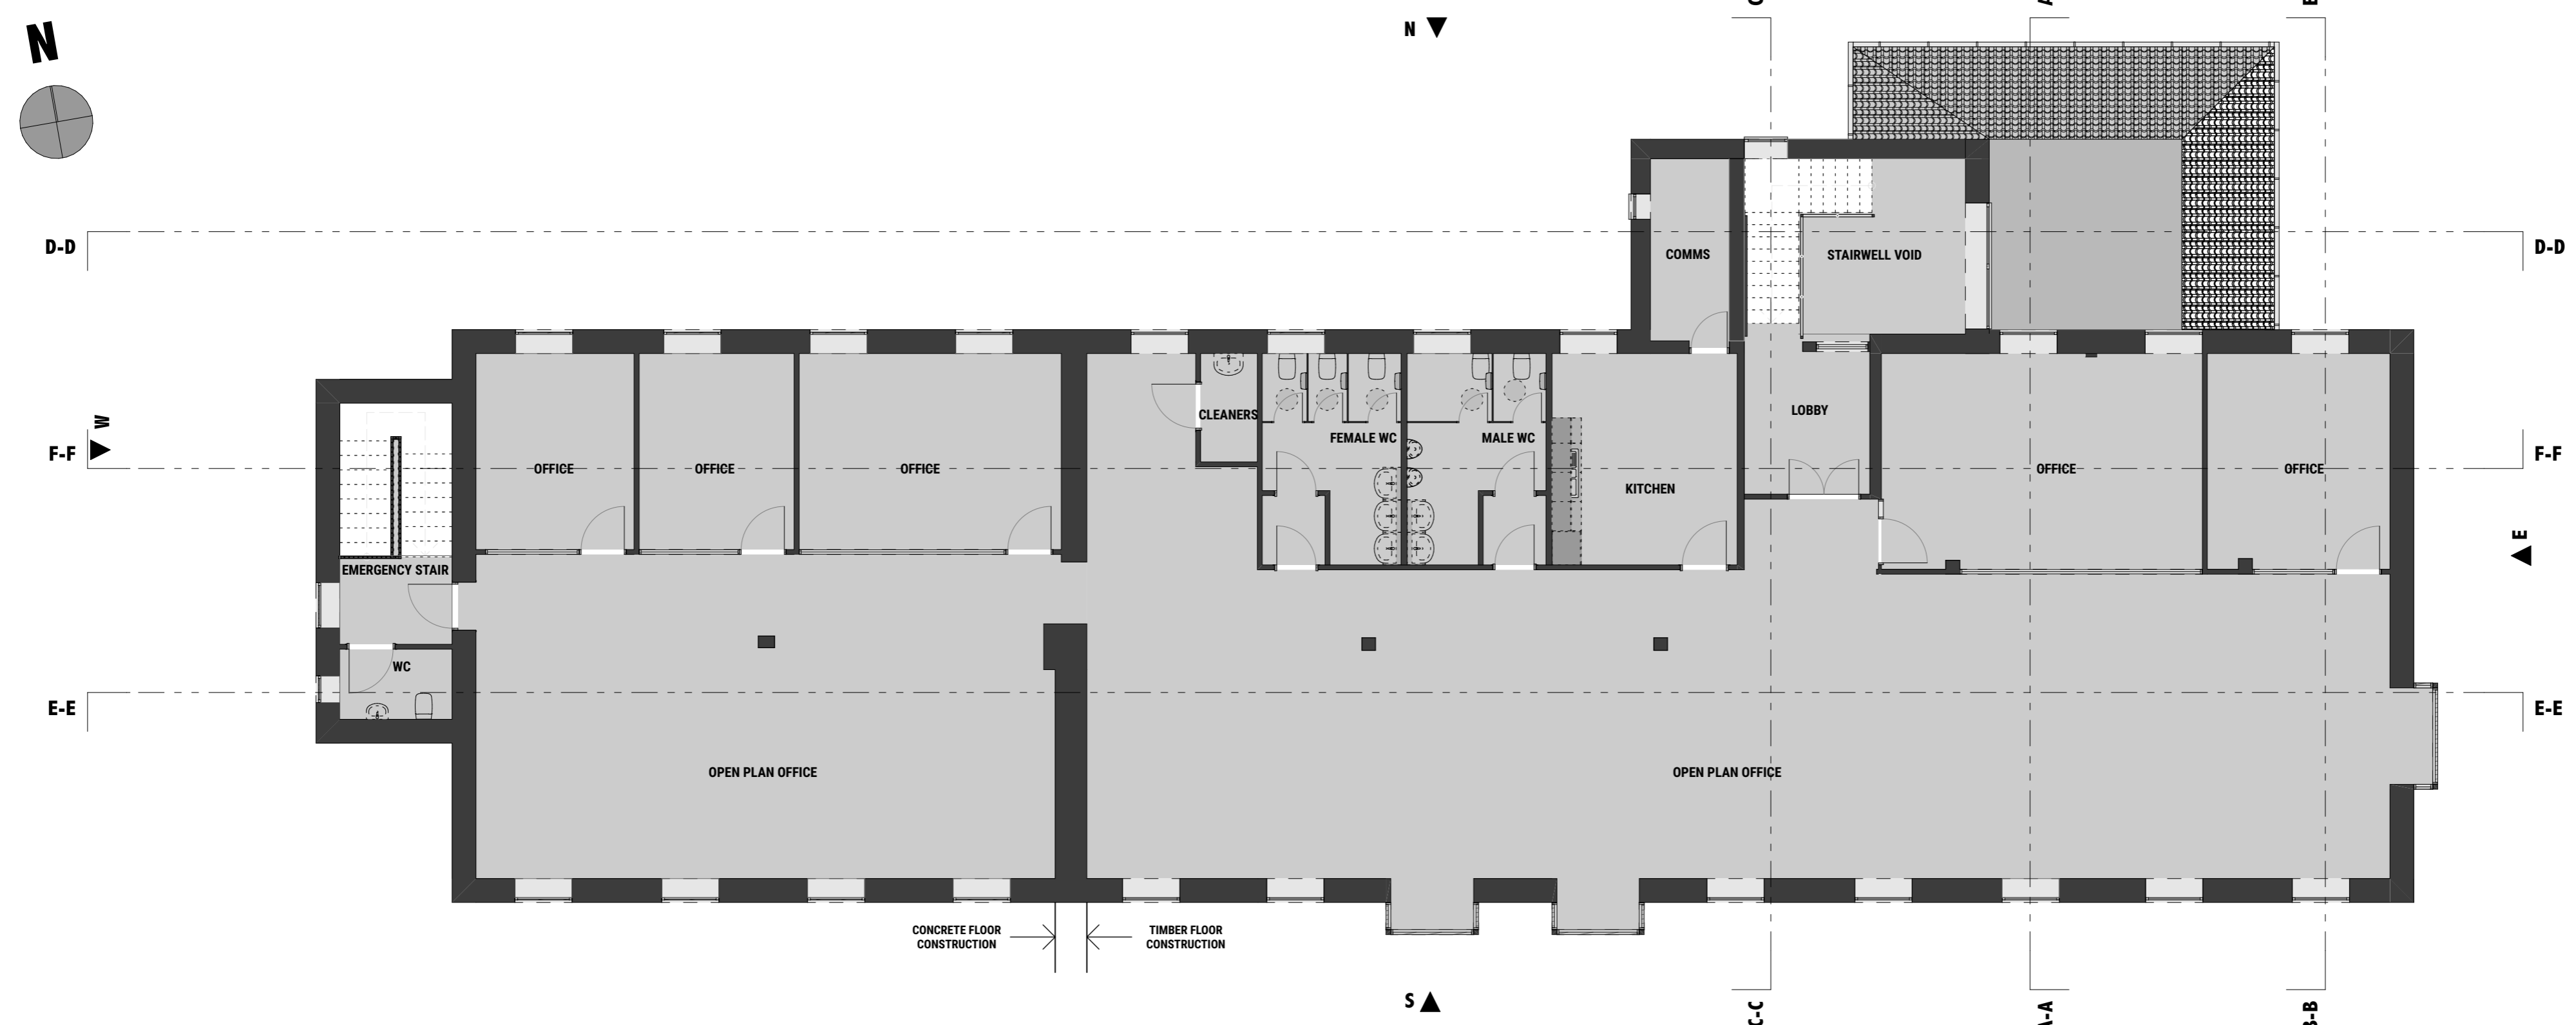 N
N
D-D
COMMS
STAIRWELL VOID
D-D
W
F-F
OFFICE
OFFICE
OFFICE
CLEANERS
FEMALE WC
MALE WC
KITCHEN
LOBBY
OFFICE
OFFICE
F-F
E
EMERGENCY STAIR
WC
E-E
OPEN PLAN OFFICE
OPEN PLAN OFFICE
E-E
CONCRETE FLOOR
CONSTRUCTION
TIMBER FLOOR
CONSTRUCTION
S
C-C
A-A
B-B